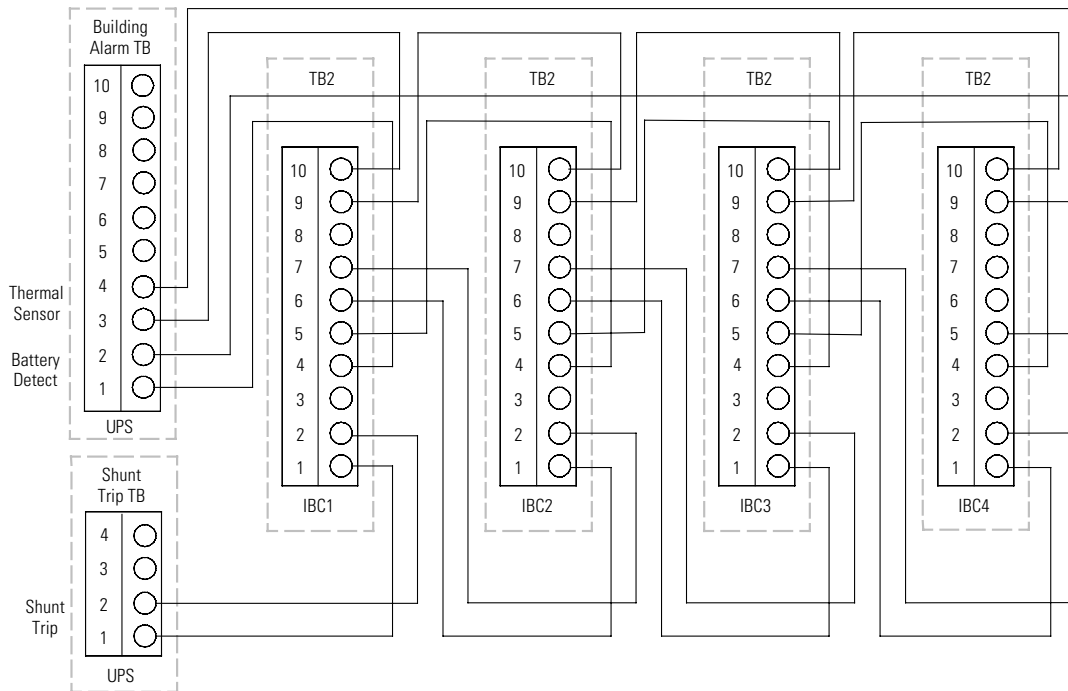 Building
Alarm TB
10
9
8
7
6
5
4
3
2
1
Thermal
Sensor
Battery
Detect
UPS
Shunt
Trip TB
4
3
2
1
Shunt
Trip
UPS
TB2
10
9
8
7
6
5
4
3
2
1
IBC1
TB2
10
9
8
7
6
5
4
3
2
1
IBC2
TB2
10
9
8
7
6
5
4
3
2
1
IBC3
TB2
10
9
8
7
6
5
4
3
2
1
IBC4